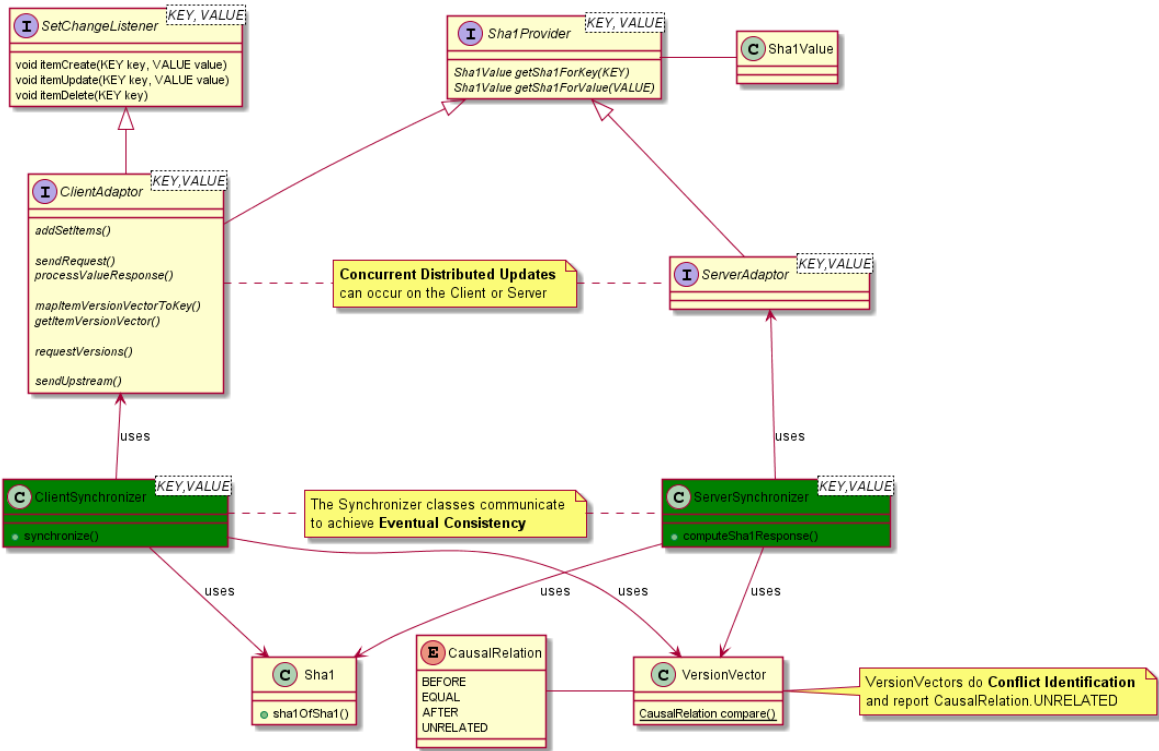 I SetChangeListener
KEY, VALUE
void itemCreate(KEY key, VALUE value)
void itemUpdate(KEY key, VALUE value)
void itemDelete(KEY key)
I Sha1Provider
KEY, VALUE
Sha1Value getSha1ForKey(KEY)
Sha1Value getSha1ForValue(VALUE)
C Sha1Value
I ClientAdaptor
KEY,VALUE
addSetItems()
sendRequest()
processValueResponse()
mapItemVersionVectorToKey()
getItemVersionVector()
requestVersions()
sendUpstream()
Concurrent Distributed Updates
can occur on the Client or Server
I ServerAdaptor
KEY,VALUE
uses
uses
C ClientSynchronizer
KEY,VALUE
synchronize()
The Synchronizer classes communicate
to achieve Eventual Consistency
C ServerSynchronizer
KEY,VALUE
computeSha1Response()
uses
uses
uses
uses
C Sha1
sha1OfSha1()
E CausalRelation
BEFORE
EQUAL
AFTER
UNRELATED
C VersionVector
CausalRelation compare()
VersionVectors do Conflict Identification
and report CausalRelation.UNRELATED